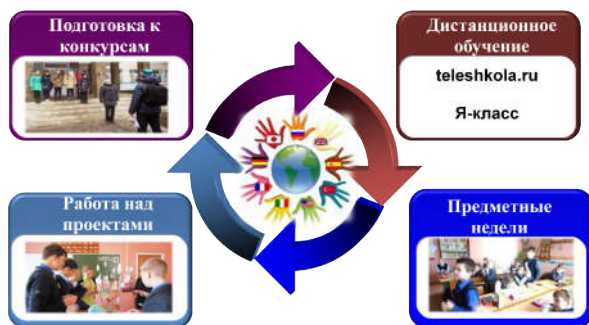 Подготовка к
конкурсам
Дистанционное
обучение
teleshkola.ru
Я-класс
Работа над
проектами
Предметные
недели